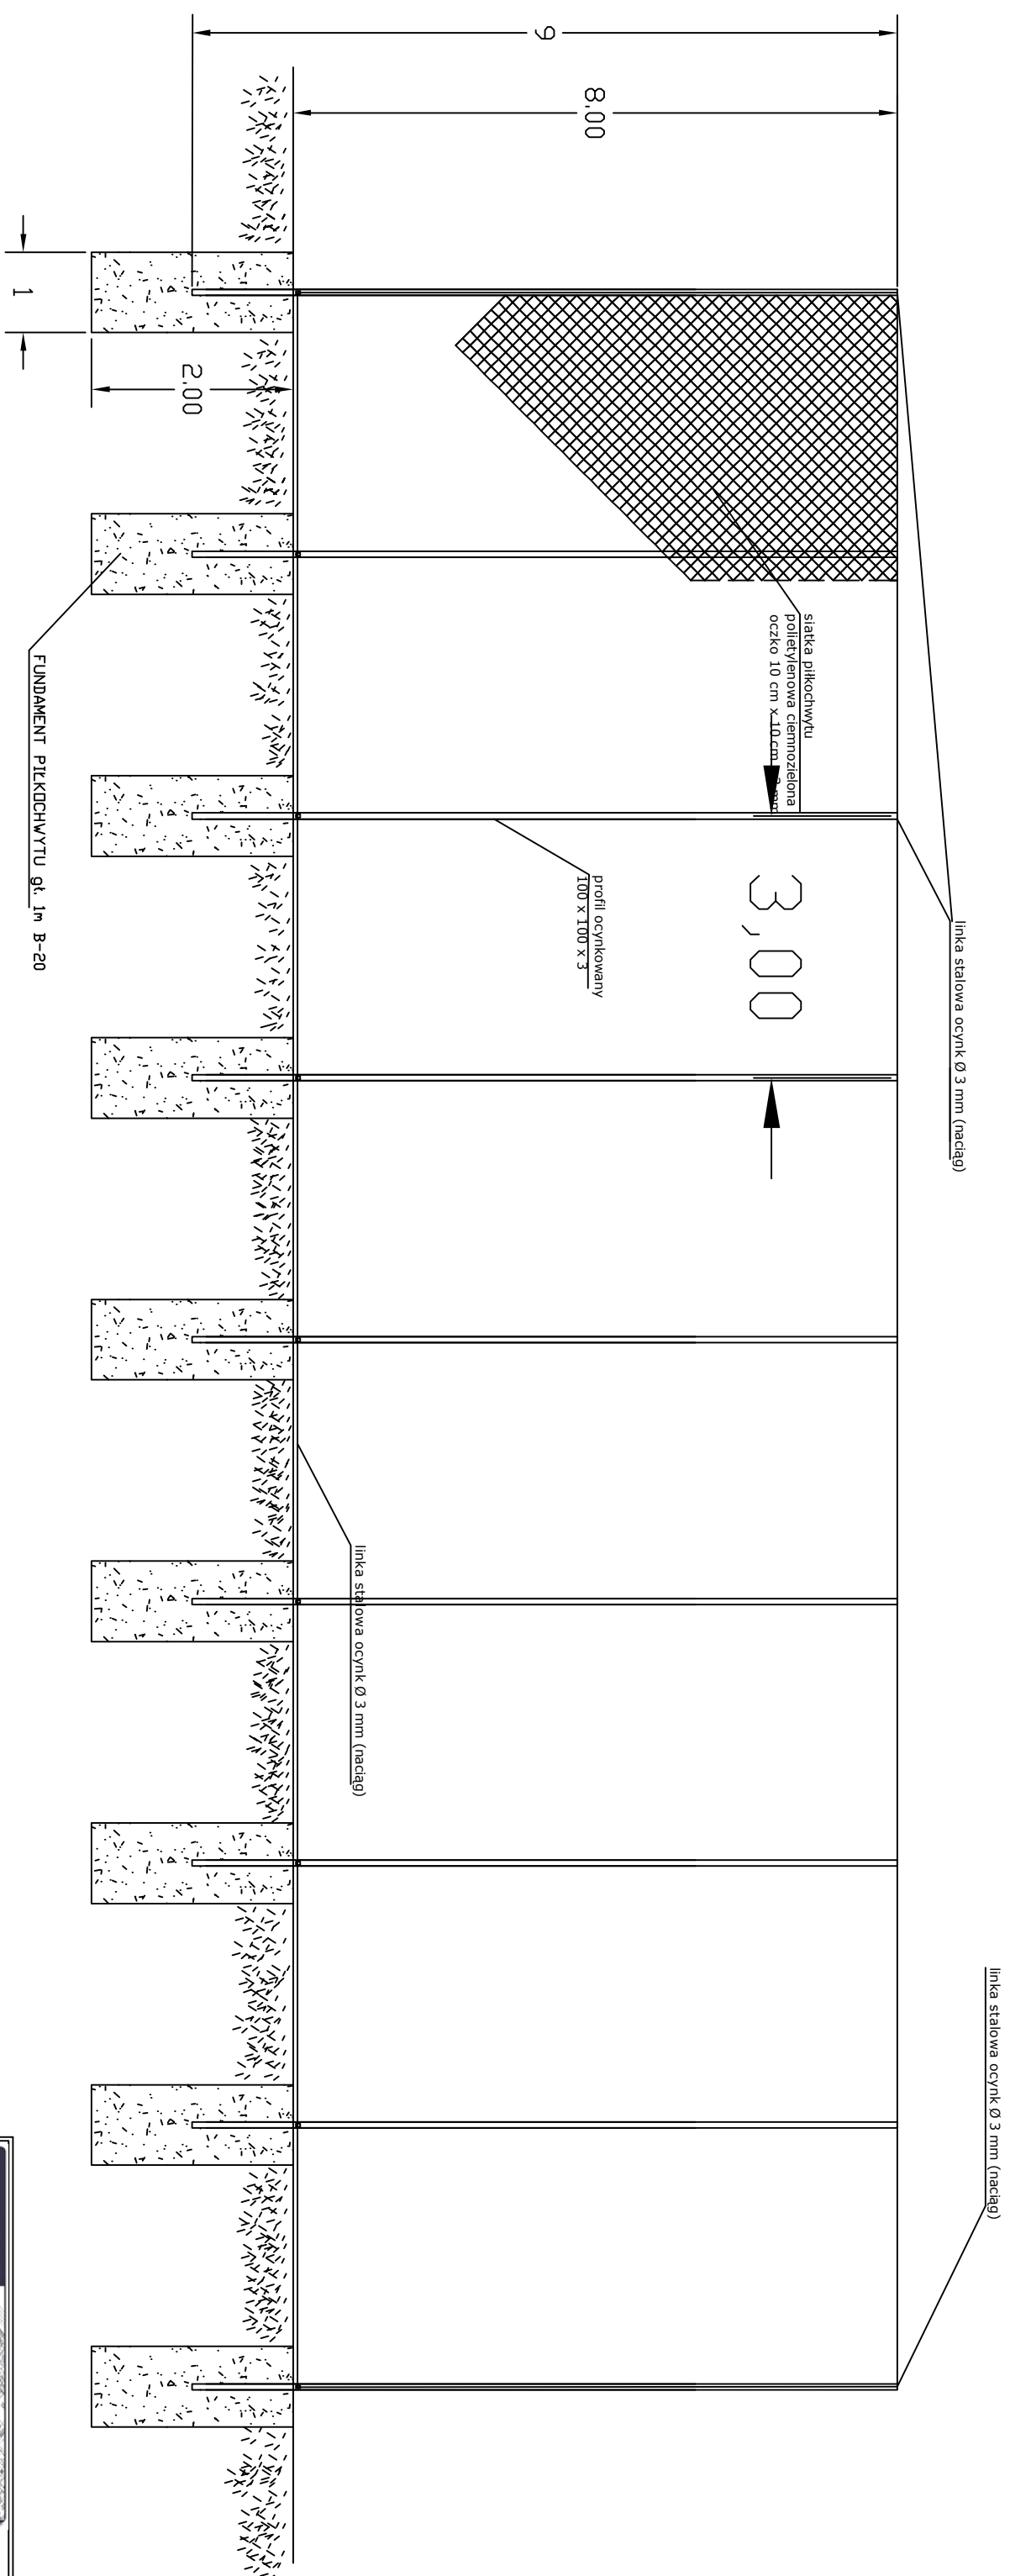 linka stalowa ocynk Ø 3 mm (naciąg)
linka stalowa ocynk Ø 3 mm (naciąg)
siatka piłkochwytu
polietylenowa ciemnozielona
oczko 10 cm x 10 cm mm
3,00
profil ocynkowany
100 x 100 x 3
8,00
9
linka stalowa ocynk Ø 3 mm (naciąg)
2,00
1
FUNDAMENT PIŁKOCHWYTU gł. 1m B-20